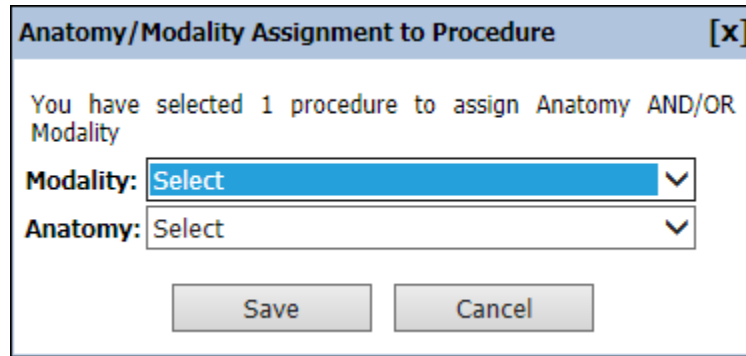 Anatomy/Modality Assignment to Procedure [x]
You have selected 1 procedure to assign Anatomy AND/OR
Modality
Modality: Select
Anatomy: Select
Save Cancel